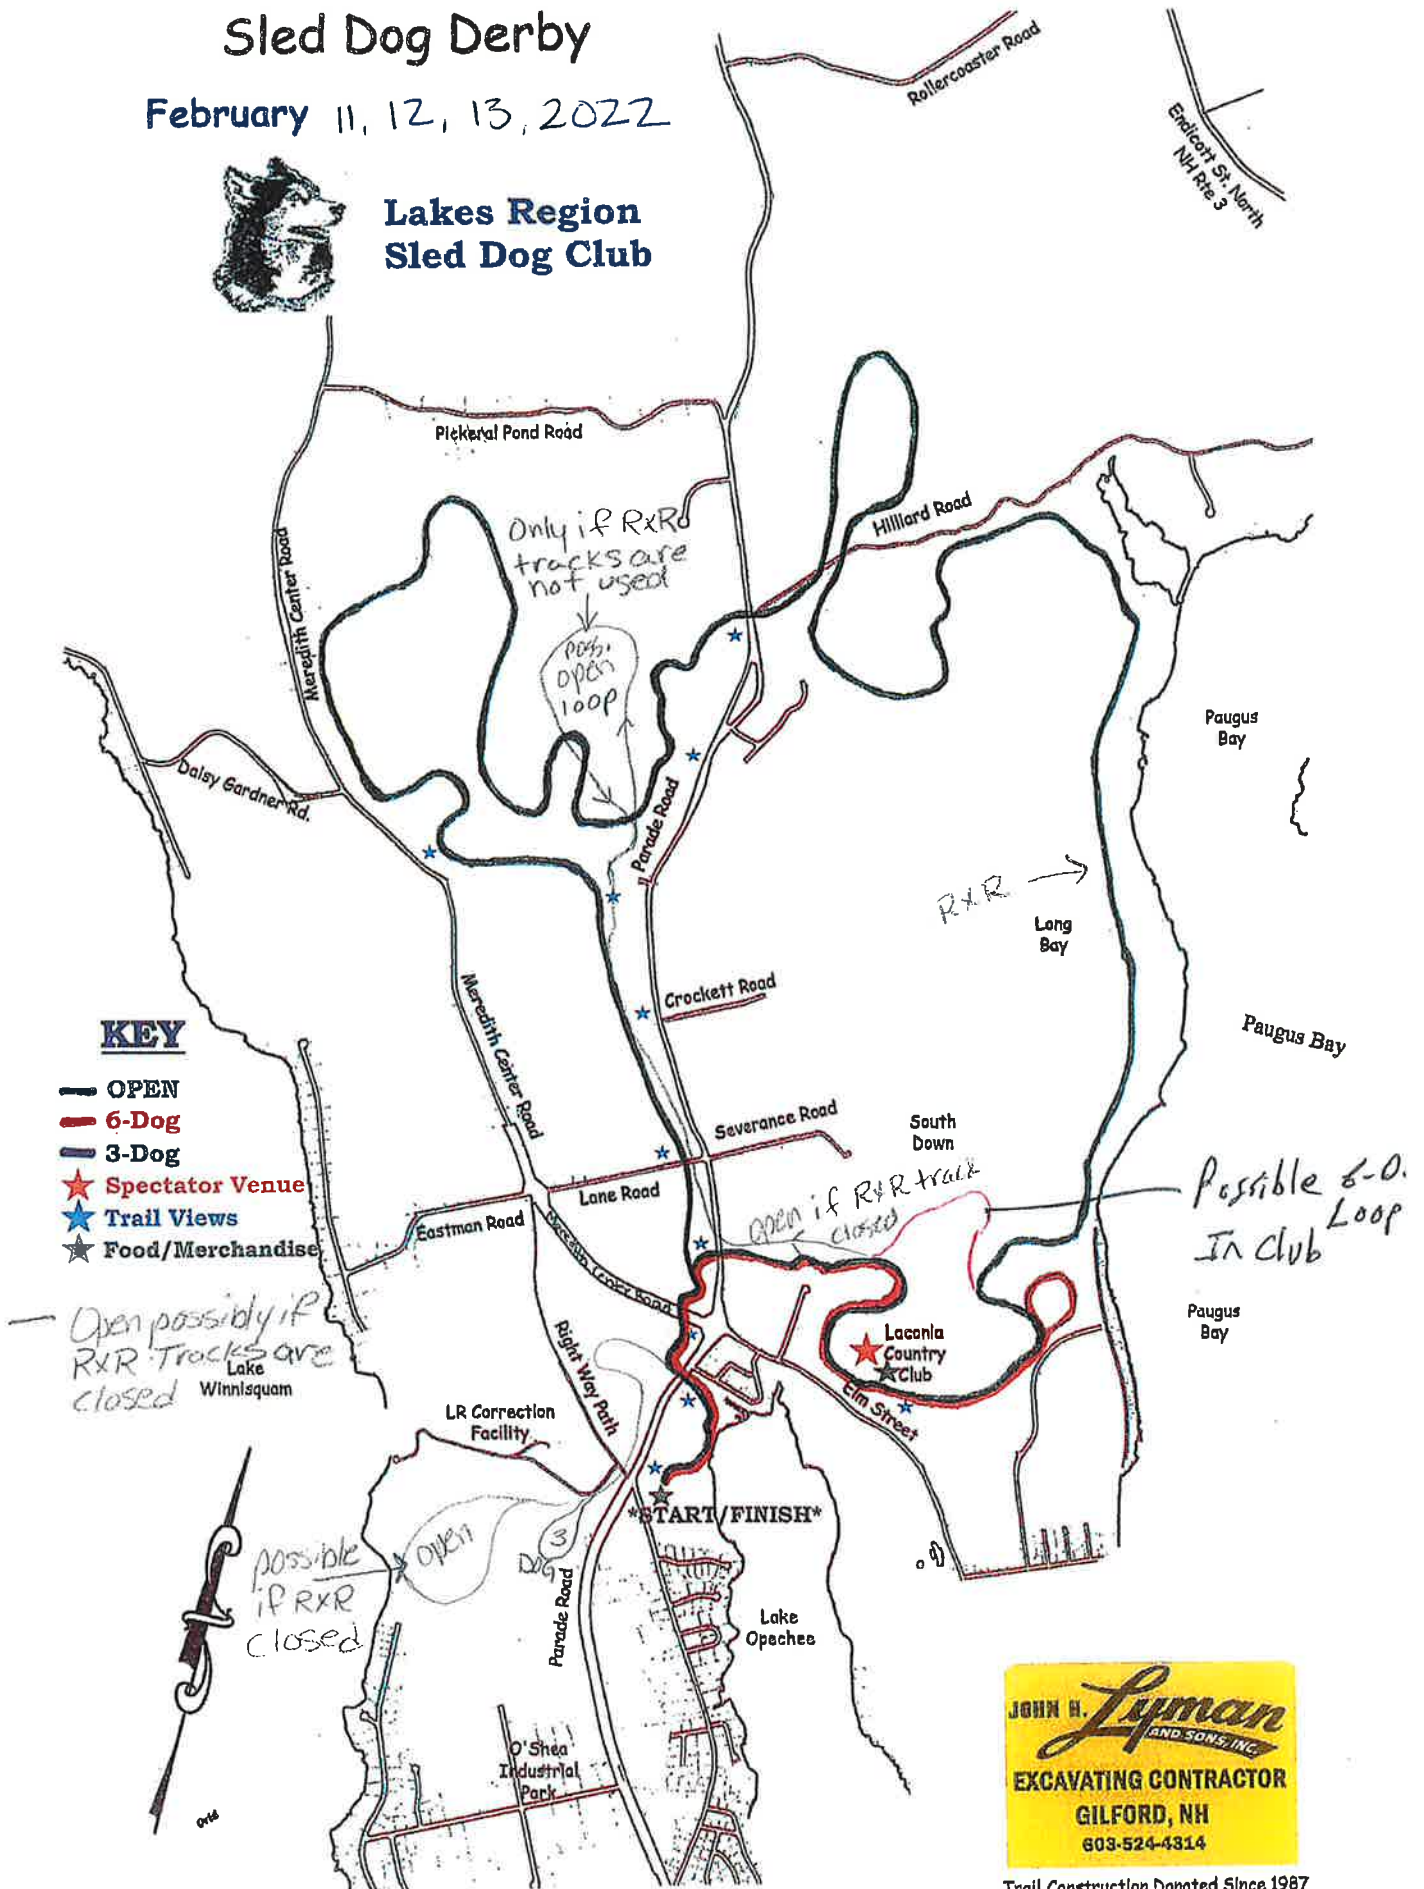 Sled Dog Derby
February 11, 12, 13, 2022
Lakes Region
Sled Dog Club
Rollercoaster Road
Endicott St. North
NH Rte 3
Pickeral Pond Road
Only if RxR
tracks are
not used
Hilliard Road
Meredith Center Road
poss.
open
loop
Paugus
Bay
Daisy Gardner Rd.
Parade Road
RxR
Long
Bay
Crockett Road
Meredith Center Road
Paugus Bay
KEY
OPEN
6-Dog
3-Dog
Spectator Venue
Trail Views
Food/Merchandise
Severance Road
South
Down
Lane Road
Eastman Road
Meredith Center Road
open if RxR track
closed
Possible 6-D.
Loop
In Club
Open possibly if
RxR Tracks are
closed
Lake
Winnisquam
Right Way Path
Laconia
Country
Club
Paugus
Bay
Elm Street
LR Correction
Facility
*START/FINISH*
possible
if RxR
closed
open
3
DOG
Parade Road
Lake
Opechee
O'Shea
Industrial
Park
JOHN H. Lyman
AND SONS, INC.
EXCAVATING CONTRACTOR
GILFORD, NH
603-524-4314
Trail Construction Donated Since 1987